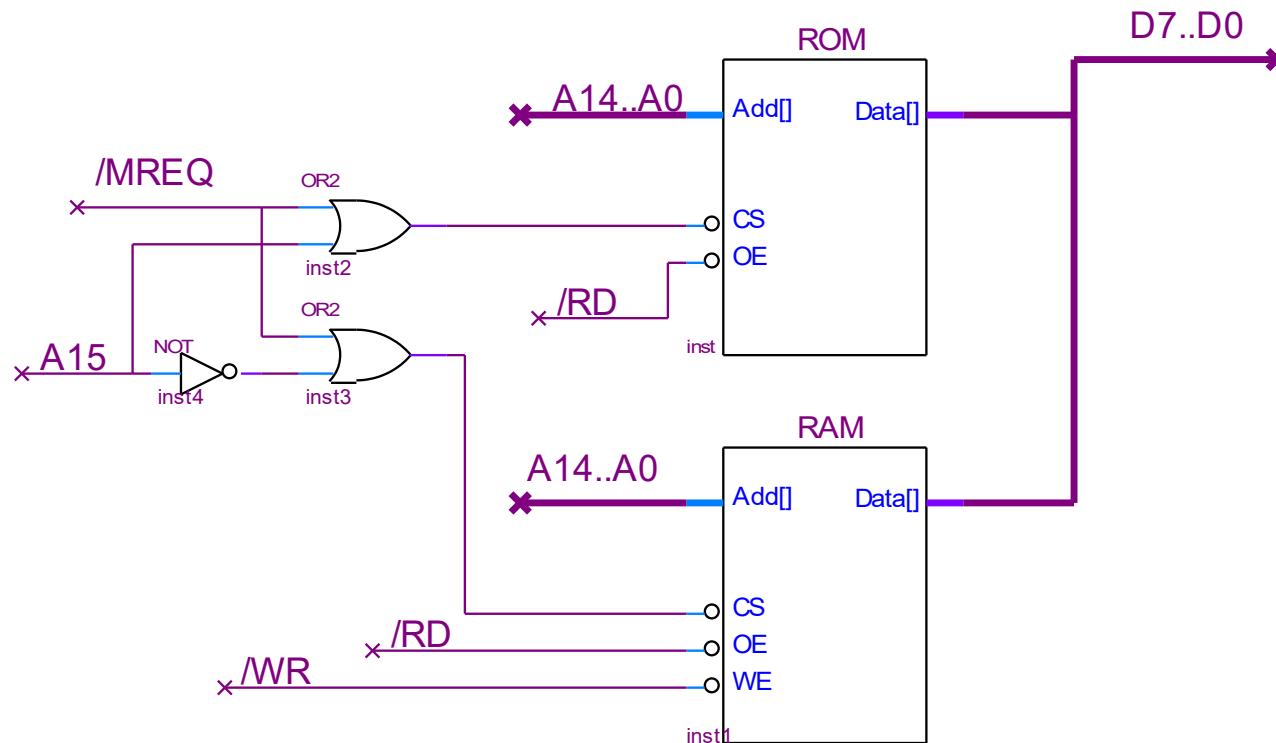 D7..D0
ROM
A14..A0
Add[]
Data[]
/MREQ
OR2
CS
inst2
OE
/RD
OR2
A15
NOT
inst
inst4
inst3
RAM
A14..A0
Add[]
Data[]
CS
/RD
OE
/WR
WE
inst1